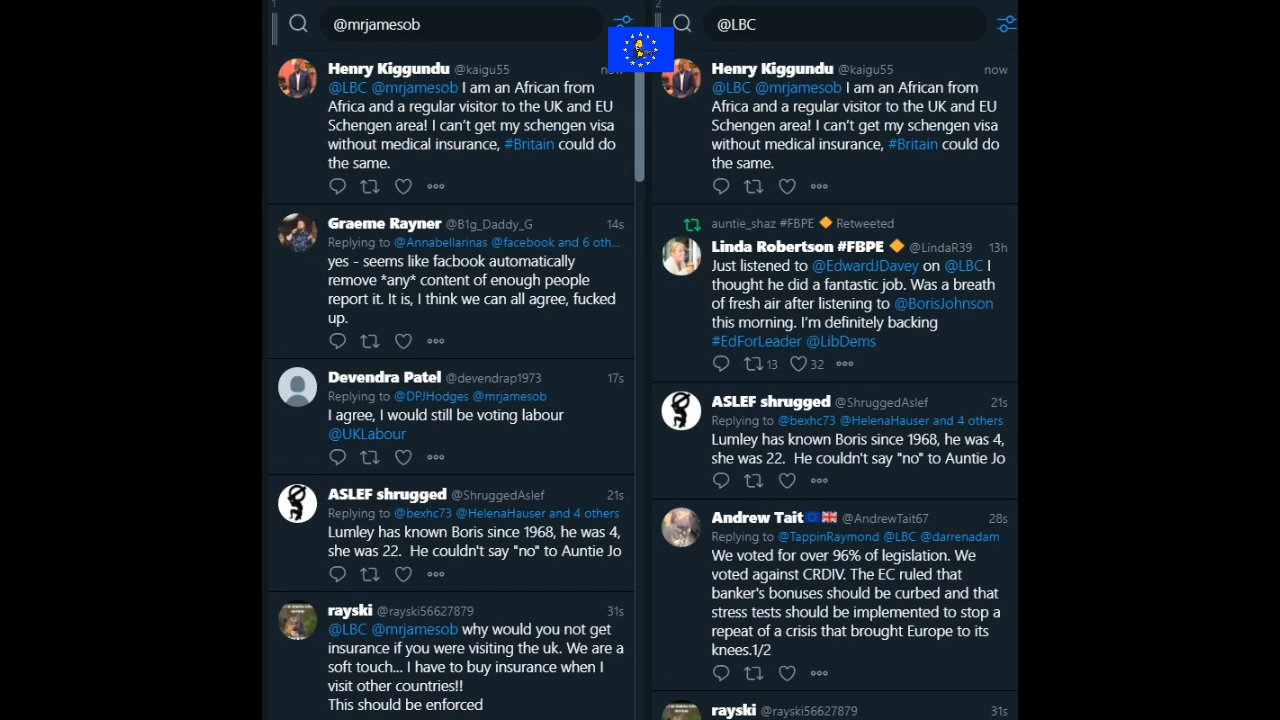 1
@mrjamesob
Henry Kiggundu @kaigu55 now
@LBC @mrjamesob I am an African from
Africa and a regular visitor to the UK and EU
Schengen area! I can't get my schengen visa
without medical insurance, #Britain could do
the same.
Graeme Rayner @B1g_Daddy_G 14s
Replying to @Annabellarinas @facebook and 6 oth...
yes - seems like facbook automatically
remove *any* content of enough people
report it. It is, I think we can all agree, fucked
up.
Devendra Patel @devendrap1973 17s
Replying to @DPJHodges @mrjamesob
I agree, I would still be voting labour
@UKLabour
ASLEF shrugged @ShruggedAslef 21s
Replying to @bexhc73 @HelenaHauser and 4 others
Lumley has known Boris since 1968, he was 4,
she was 22.  He couldn't say "no" to Auntie Jo
rayski @rayski56627879 31s
@LBC @mrjamesob why would you not get
insurance if you were visiting the uk. We are a
soft touch... I have to buy insurance when I
visit other countries!!
This should be enforced
2
@LBC
Henry Kiggundu @kaigu55 now
@LBC @mrjamesob I am an African from
Africa and a regular visitor to the UK and EU
Schengen area! I can't get my schengen visa
without medical insurance, #Britain could do
the same.
auntie_shaz #FBPE 🔶 Retweeted
Linda Robertson #FBPE 🔶 @LindaR39 13h
Just listened to @EdwardJDavey on @LBC I
thought he did a fantastic job. Was a breath
of fresh air after listening to @BorisJohnson
this morning. I'm definitely backing
#EdForLeader @LibDems
13 32
ASLEF shrugged @ShruggedAslef 21s
Replying to @bexhc73 @HelenaHauser and 4 others
Lumley has known Boris since 1968, he was 4,
she was 22.  He couldn't say "no" to Auntie Jo
Andrew Tait🇪🇺🇬🇧 @AndrewTait67 28s
Replying to @TappinRaymond @LBC @darrenadam
We voted for over 96% of legislation. We
voted against CRDIV. The EC ruled that
banker's bonuses should be curbed and that
stress tests should be implemented to stop a
repeat of a crisis that brought Europe to its
knees.1/2
rayski @rayski56627879 31s